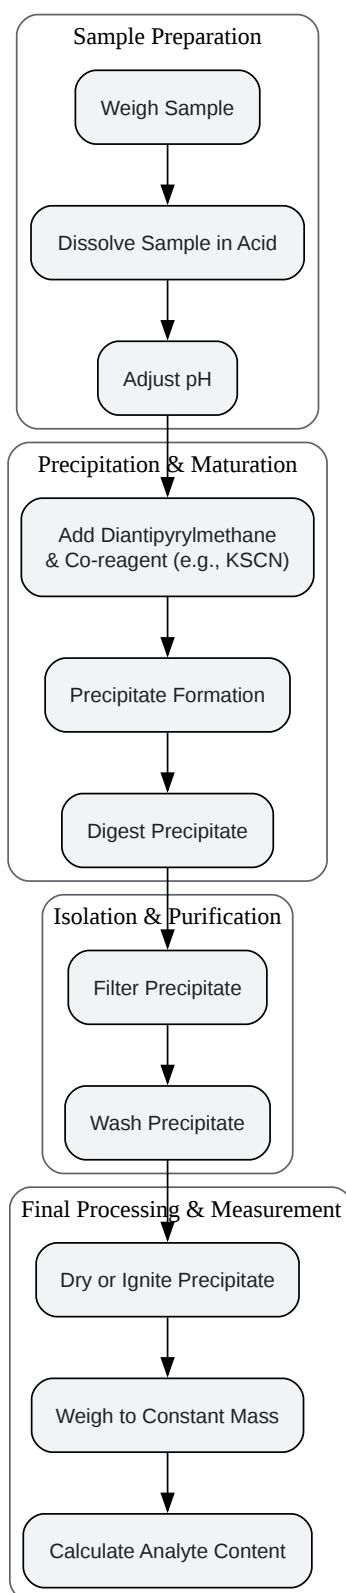 Sample Preparation
Weigh Sample
Dissolve Sample in Acid
Adjust pH
Precipitation & Maturation
Add Diantipyrylmethane
& Co-reagent (e.g., KSCN)
Precipitate Formation
Digest Precipitate
Isolation & Purification
Filter Precipitate
Wash Precipitate
Final Processing & Measurement
Dry or Ignite Precipitate
Weigh to Constant Mass
Calculate Analyte Content